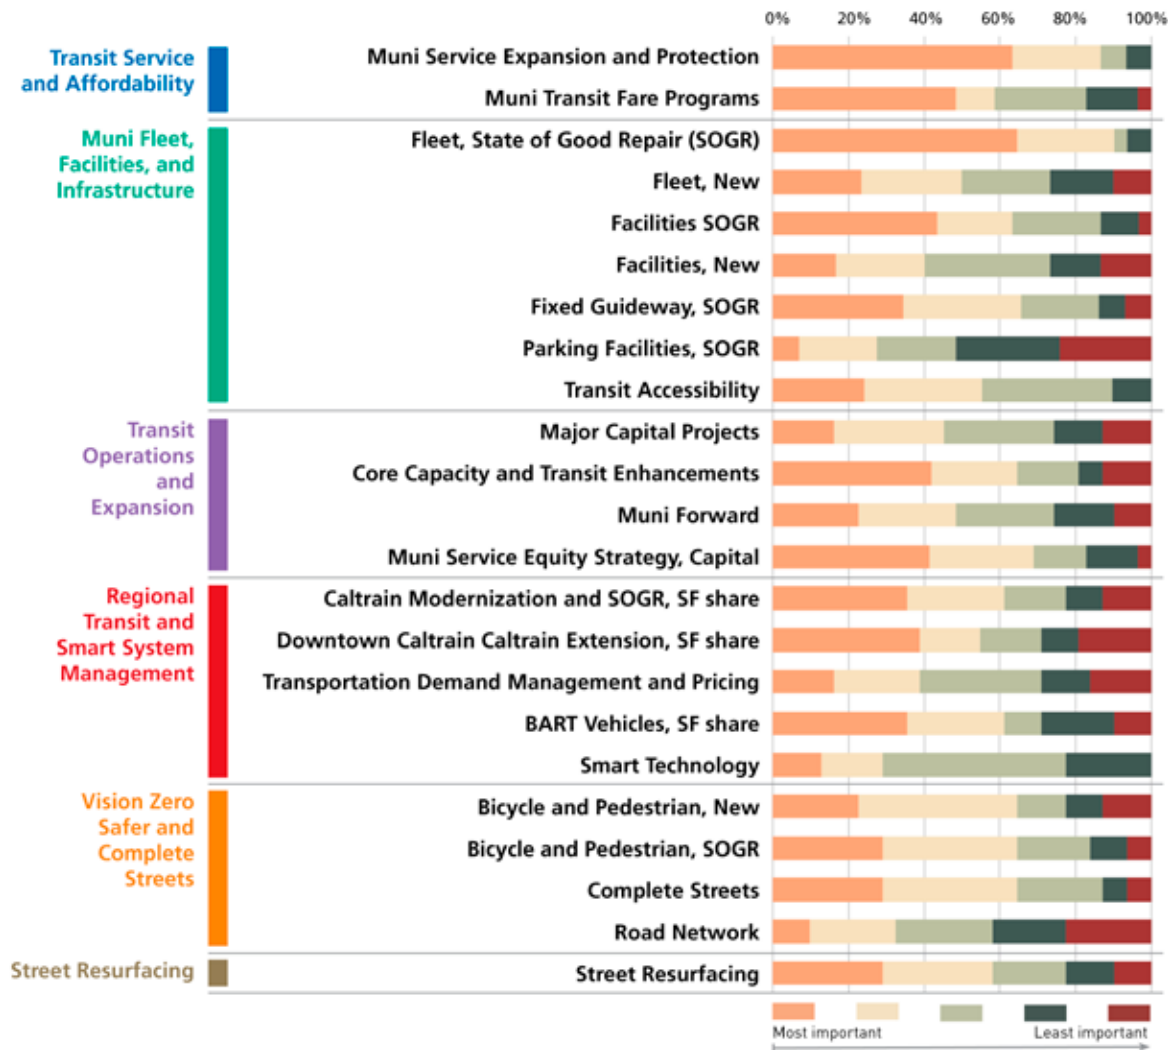 0% 20% 40% 60% 80% 100%
Transit Service
and Affordability
Muni Service Expansion and Protection
Muni Transit Fare Programs
Muni Fleet,
Facilities, and
Infrastructure
Fleet, State of Good Repair (SOGR)
Fleet, New
Facilities SOGR
Facilities, New
Fixed Guideway, SOGR
Parking Facilities, SOGR
Transit Accessibility
Transit
Operations
and
Expansion
Major Capital Projects
Core Capacity and Transit Enhancements
Muni Forward
Muni Service Equity Strategy, Capital
Regional
Transit and
Smart System
Management
Caltrain Modernization and SOGR, SF share
Downtown Caltrain Caltrain Extension, SF share
Transportation Demand Management and Pricing
BART Vehicles, SF share
Smart Technology
Vision Zero
Safer and
Complete
Streets
Bicycle and Pedestrian, New
Bicycle and Pedestrian, SOGR
Complete Streets
Road Network
Street Resurfacing
Street Resurfacing
Most important Least important